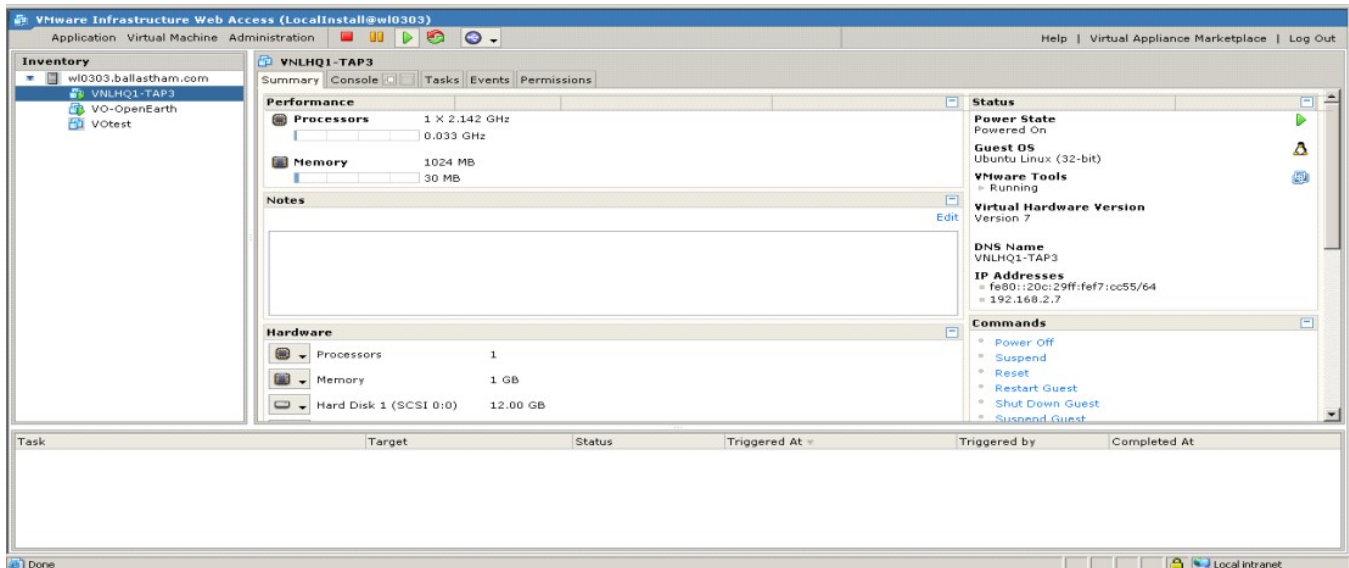 VMware Infrastructure Web Access (LocalInstall@wl0303)
Application Virtual Machine Administration Help | Virtual Appliance Marketplace | Log Out
Inventory
wl0303.ballastham.com
VNLHQ1-TAP3
VO-OpenEarth
VOtest
VNLHQ1-TAP3
Summary Console Tasks Events Permissions
Performance
Processors 1 X 2.142 GHz
0.033 GHz
Memory 1024 MB
30 MB
Notes
Edit
Hardware
Processors 1
Memory 1 GB
Hard Disk 1 (SCSI 0:0) 12.00 GB
Status
Power State
Powered On
Guest OS
Ubuntu Linux (32-bit)
VMware Tools
Running
Virtual Hardware Version
Version 7
DNS Name
VNLHQ1-TAP3
IP Addresses
fe80::20c:29ff:fef7:cc55/64
192.168.2.7
Commands
Power Off
Suspend
Reset
Restart Guest
Shut Down Guest
Suspend Guest
Task Target Status Triggered At Triggered by Completed At
Done Local intranet